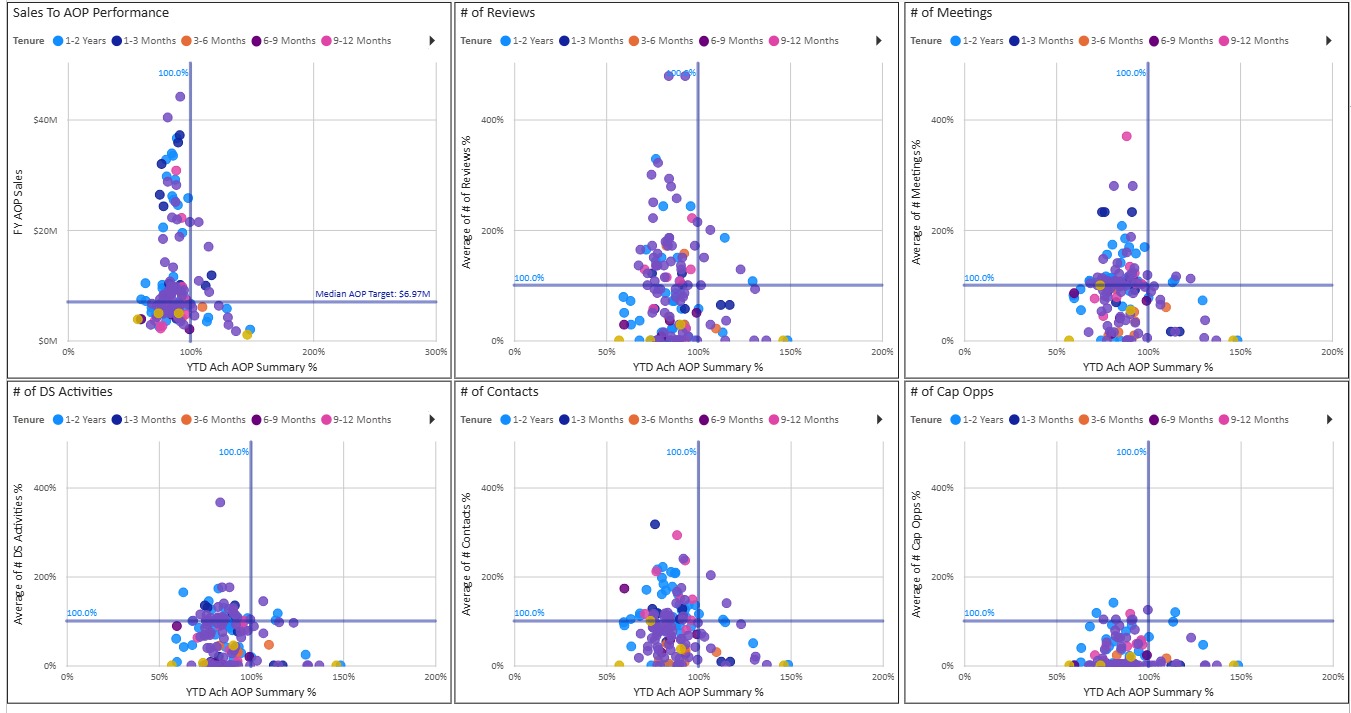 Sales To AOP Performance
Tenure 1-2 Years 1-3 Months 3-6 Months 6-9 Months 9-12 Months
100.0%
$40M
$20M
$0M
FY AOP Sales
Median AOP Target: $6.97M
0% 100% 200% 300%
YTD Ach AOP Summary %
# of Reviews
Tenure 1-2 Years 1-3 Months 3-6 Months 6-9 Months 9-12 Months
100.0%
400%
200%
0%
Average of # of Reviews %
100.0%
0% 50% 100% 150% 200%
YTD Ach AOP Summary %
# of Meetings
Tenure 1-2 Years 1-3 Months 3-6 Months 6-9 Months 9-12 Months
100.0%
400%
200%
0%
Average of # of Meetings %
100.0%
0% 50% 100% 150% 200%
YTD Ach AOP Summary %
# of DS Activities
Tenure 1-2 Years 1-3 Months 3-6 Months 6-9 Months 9-12 Months
100.0%
400%
200%
0%
Average of # DS Activities %
100.0%
0% 50% 100% 150% 200%
YTD Ach AOP Summary %
# of Contacts
Tenure 1-2 Years 1-3 Months 3-6 Months 6-9 Months 9-12 Months
100.0%
400%
200%
0%
Average of # Contacts %
100.0%
0% 50% 100% 150% 200%
YTD Ach AOP Summary %
# of Cap Opps
Tenure 1-2 Years 1-3 Months 3-6 Months 6-9 Months 9-12 Months
100.0%
400%
200%
0%
Average of # Cap Opps %
100.0%
0% 50% 100% 150% 200%
YTD Ach AOP Summary %